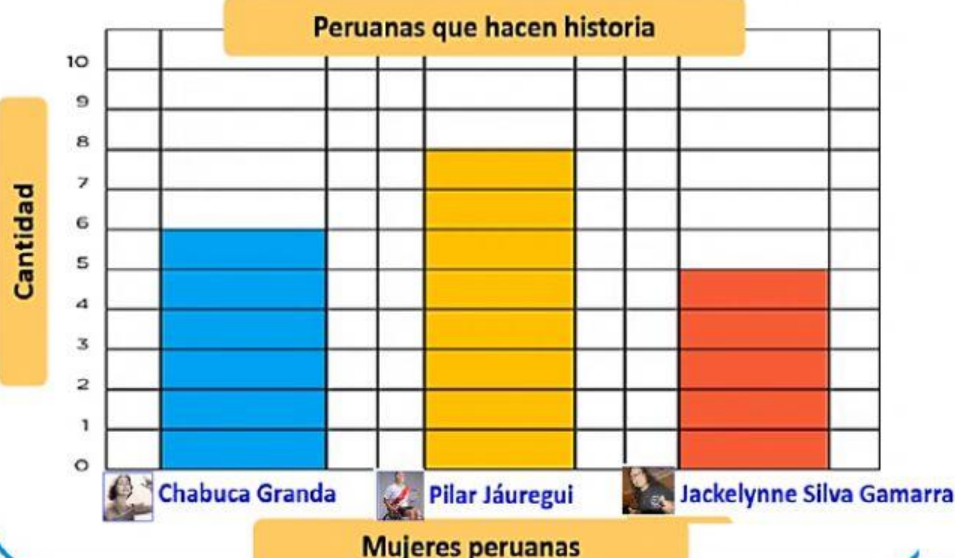 Peruanas que hacen historia
Cantidad
10
9
8
7
6
5
4
3
2
1
0
Chabuca Granda
Pilar Jáuregui
Jackelynne Silva Gamarra
Mujeres peruanas